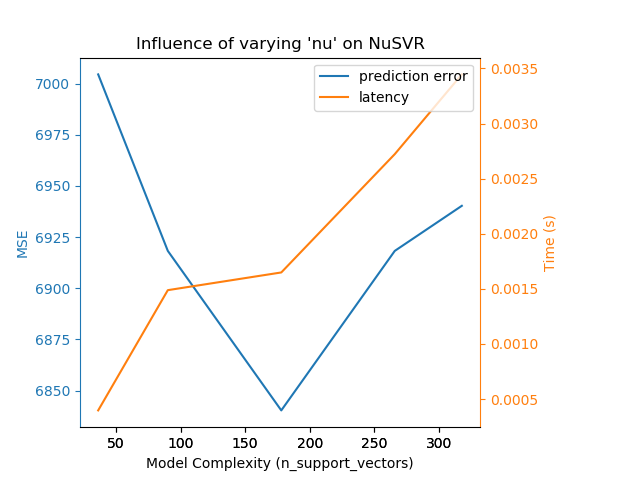 Influence of varying 'nu' on NuSVR
prediction error
latency
7000
6975
6950
6925
6900
6875
6850
MSE
0.0035
0.0030
0.0025
0.0020
0.0015
0.0010
0.0005
Time (s)
50 100 150 200 250 300
Model Complexity (n_support_vectors)